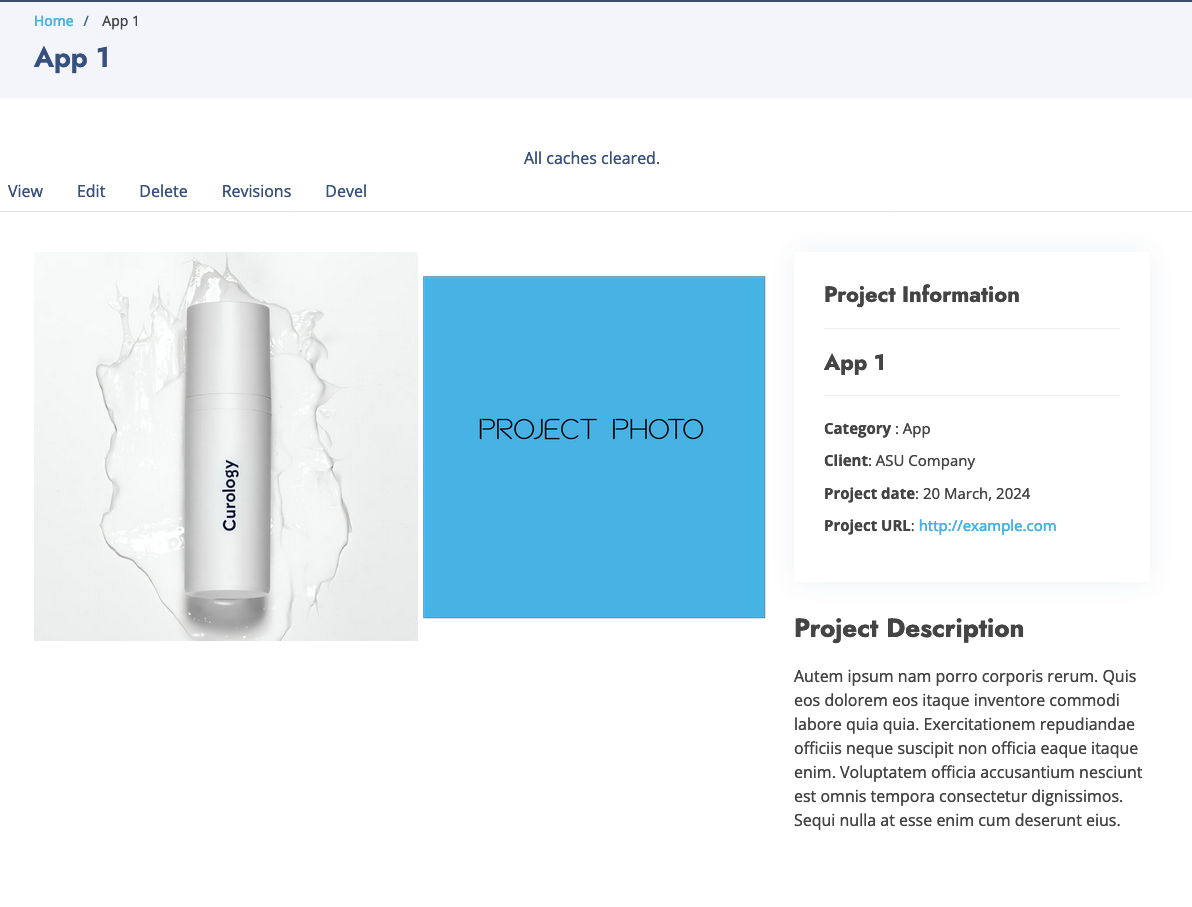 Home / App 1
App 1
All caches cleared.
View Edit Delete Revisions Devel
Curology
PROJECT PHOTO
Project Information
App 1
Category : App
Client: ASU Company
Project date: 20 March, 2024
Project URL: http://example.com
Project Description
Autem ipsum nam porro corporis rerum. Quis
eos dolorem eos itaque inventore commodi
labore quia quia. Exercitationem repudiandae
officiis neque suscipit non officia eaque itaque
enim. Voluptatem officia accusantium nesciunt
est omnis tempora consectetur dignissimos.
Sequi nulla at esse enim cum deserunt eius.